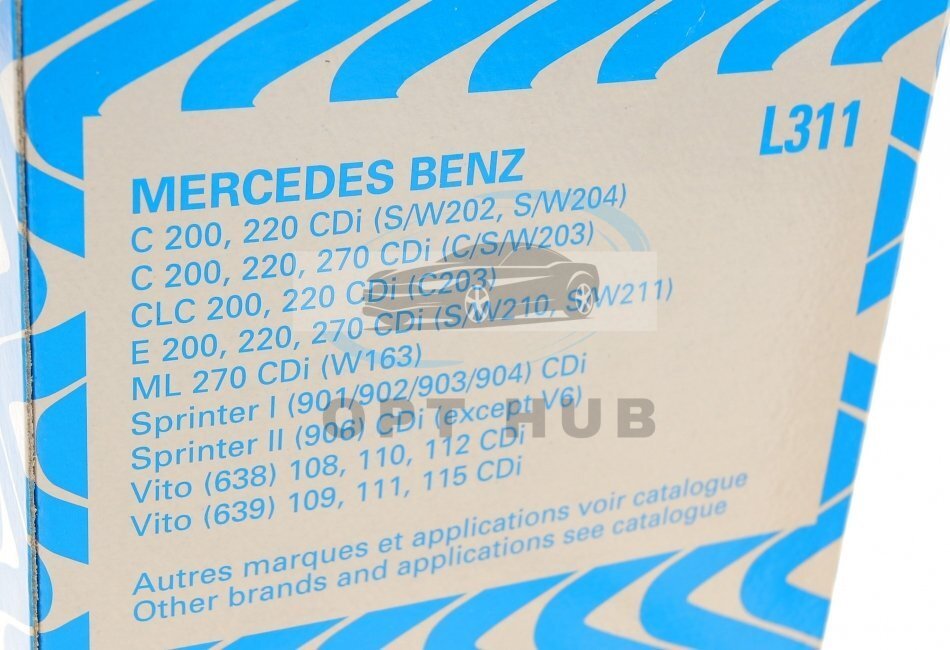 L311
MERCEDES BENZ
C 200, 220 CDi (S/W202, S/W204)
C 200, 220, 270 CDi (C/S/W203)
CLC 200, 220 CDi (C203)
E 200, 220, 270 CDi (S/W210, S/W211)
ML 270 CDi (W163)
Sprinter I (901/902/903/904) CDi
Sprinter II (906) CDi (except V6)
Vito (638) 108, 110, 112 CDi
Vito (639) 109, 111, 115 CDi
Autres marques et applications voir catalogue
Other brands and applications see catalogue
OPT HUB